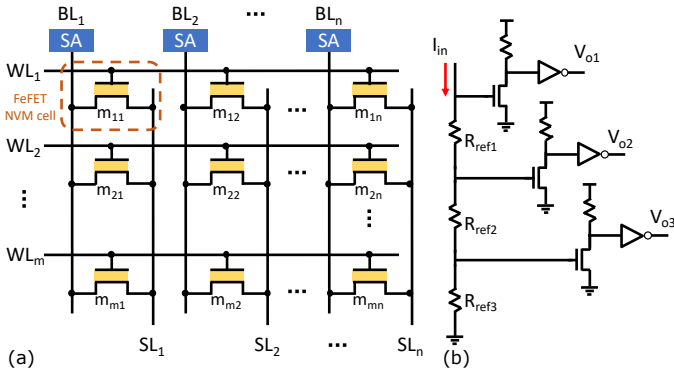 BL1 BL2 ... BLn
SA SA SA
WL1
FeFET
NVM cell
m11 m12 ... m1n
WL2
m21 m22 ... m2n
...
...
WLm
mm1 mm2 ... mmn
SL1 SL2 ... SLn
(a)
Iin
Vo1
Rref1
Vo2
Rref2
Vo3
Rref3
(b)